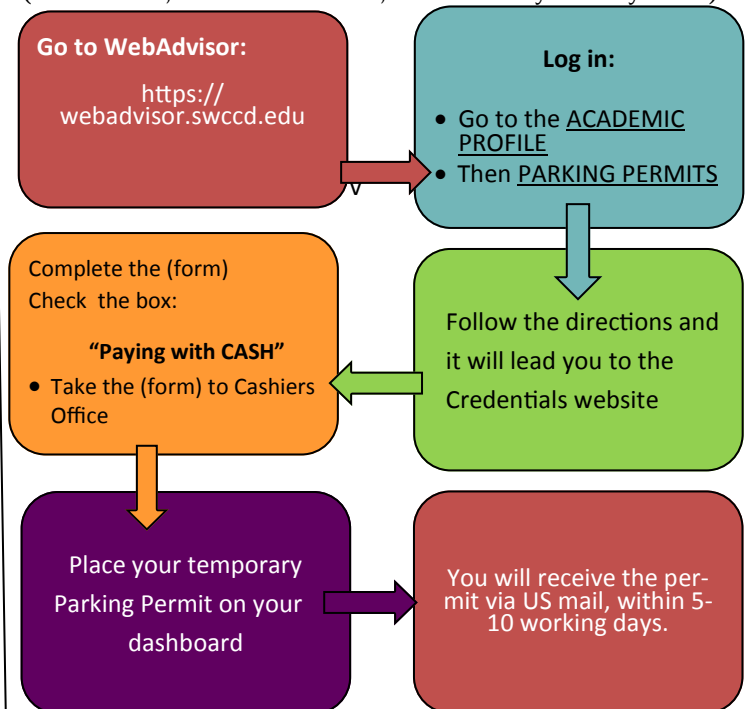 Go to WebAdvisor:
https://
webadvisor.swccd.edu
Log in:
• Go to the ACADEMIC
PROFILE
• Then PARKING PERMITS
Follow the directions and
it will lead you to the
Credentials website
Complete the (form)
Check the box:
“Paying with CASH”
• Take the (form) to Cashiers
Office
Place your temporary
Parking Permit on your
dashboard
You will receive the per-
mit via US mail, within 5-
10 working days.